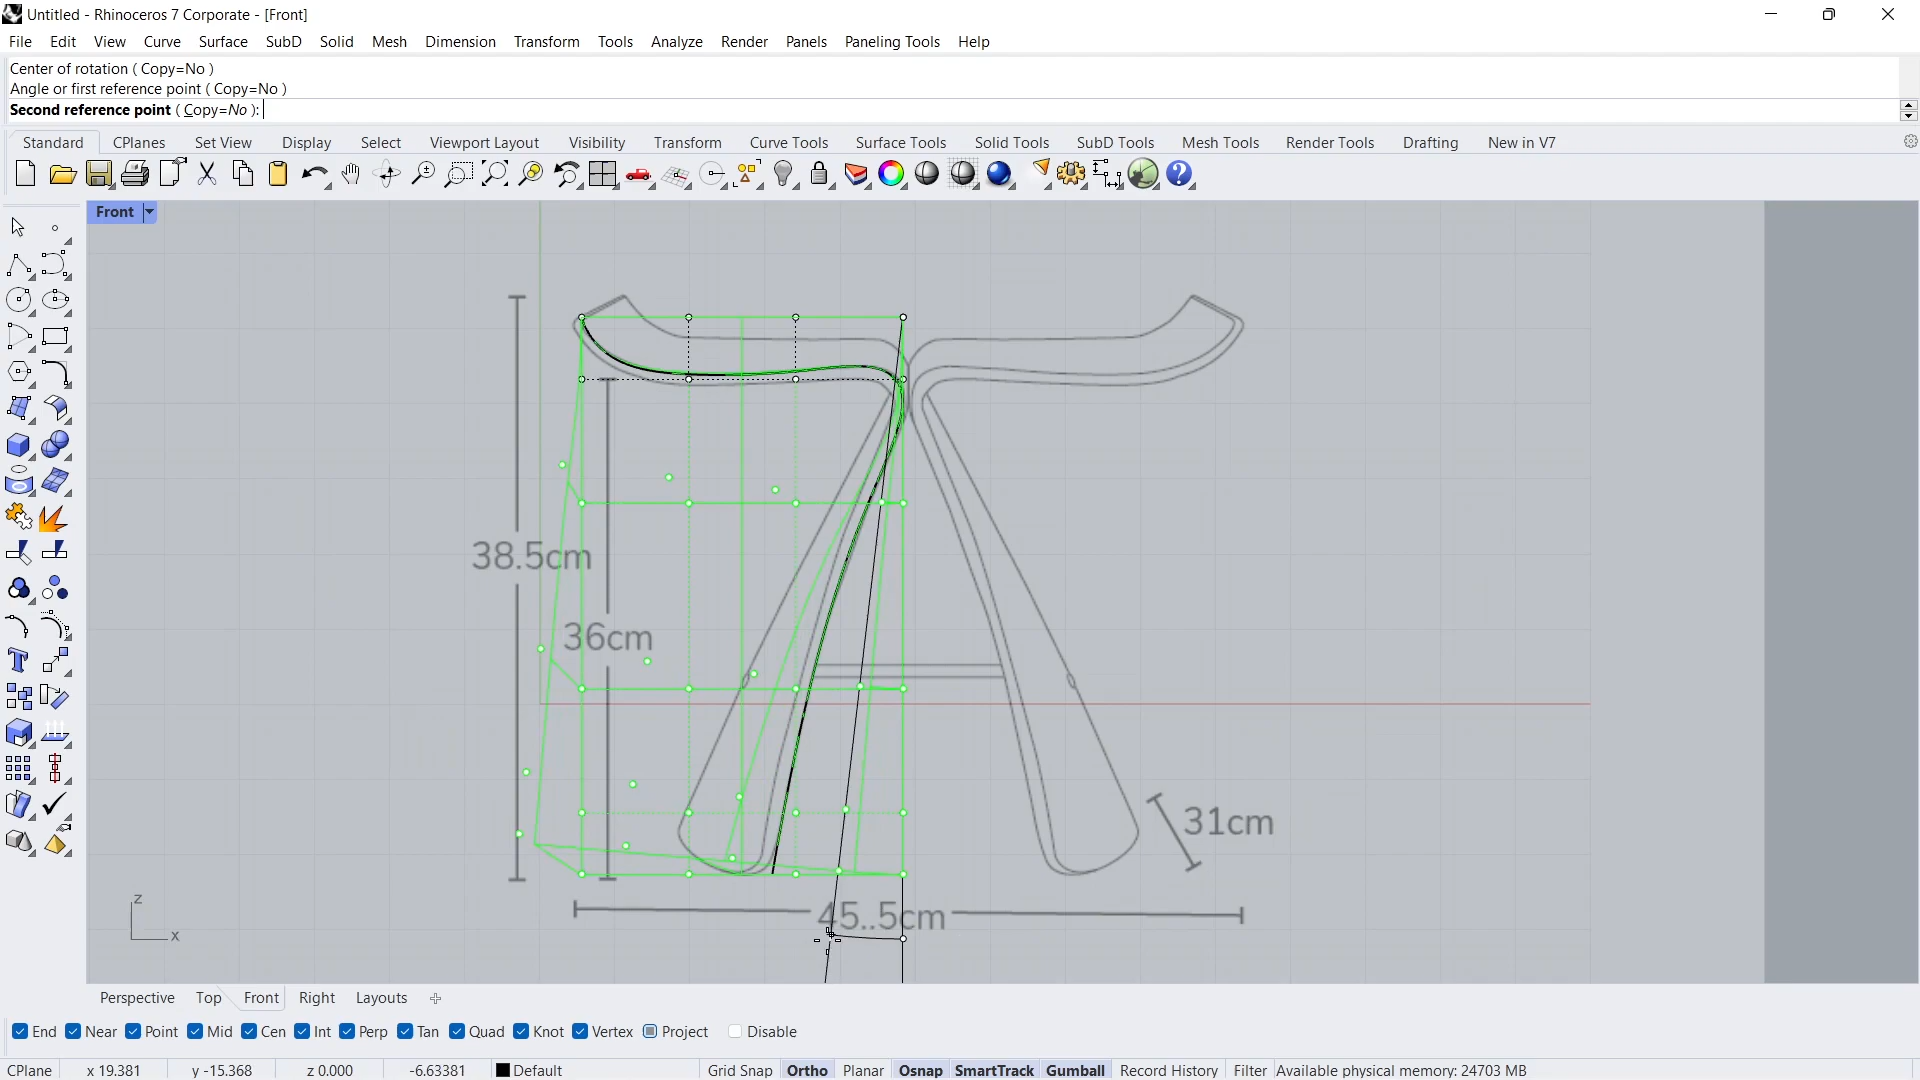 Untitled - Rhinoceros 7 Corporate - [Front]
File Edit View Curve Surface SubD Solid Mesh Dimension Transform Tools Analyze Render Panels Paneling Tools Help
Center of rotation ( Copy=No )
Angle or first reference point ( Copy=No )
Second reference point ( Copy=No ):
Standard CPlanes Set View Display Select Viewport Layout Visibility Transform Curve Tools Surface Tools Solid Tools SubD Tools Mesh Tools Render Tools Drafting New in V7
Front
38.5cm
36cm
31cm
45..5cm
z
x
Perspective Top Front Right Layouts
End Near Point Mid Cen Int Perp Tan Quad Knot Vertex Project Disable
CPlane x 19.381 y -15.368 z 0.000 -6.63381 Default Grid Snap Ortho Planar Osnap SmartTrack Gumball Record History Filter Available physical memory: 24703 MB